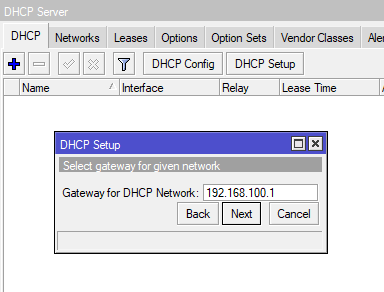 DHCP Server
DHCP Networks Leases Options Option Sets Vendor Classes
DHCP Config DHCP Setup
Name / Interface Relay Lease Time
DHCP Setup
Select gateway for given network
Gateway for DHCP Network: 192.168.100.1
Back Next Cancel